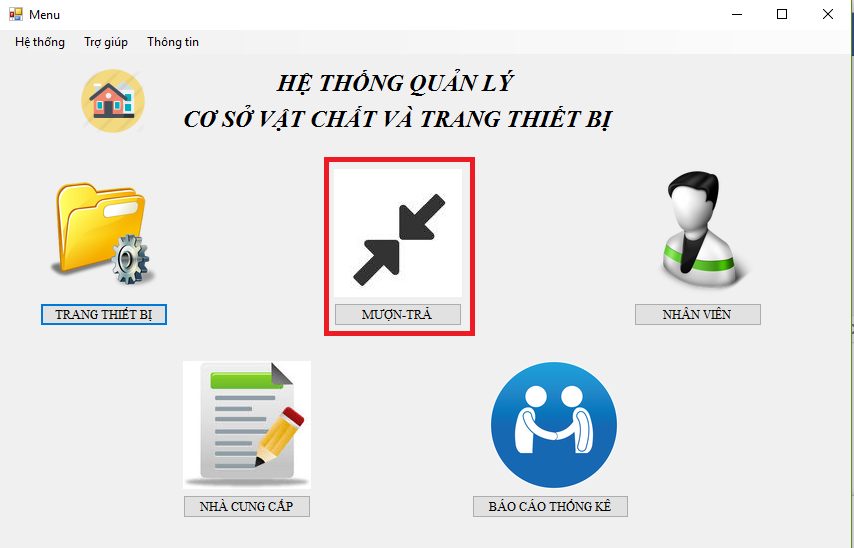 Menu
Hệ thống Trợ giúp Thông tin
HỆ THỐNG QUẢN LÝ
CƠ SỞ VẬT CHẤT VÀ TRANG THIẾT BỊ
TRANG THIẾT BỊ
MƯỢN-TRẢ
NHÂN VIÊN
NHÀ CUNG CẤP
BÁO CÁO THỐNG KÊ